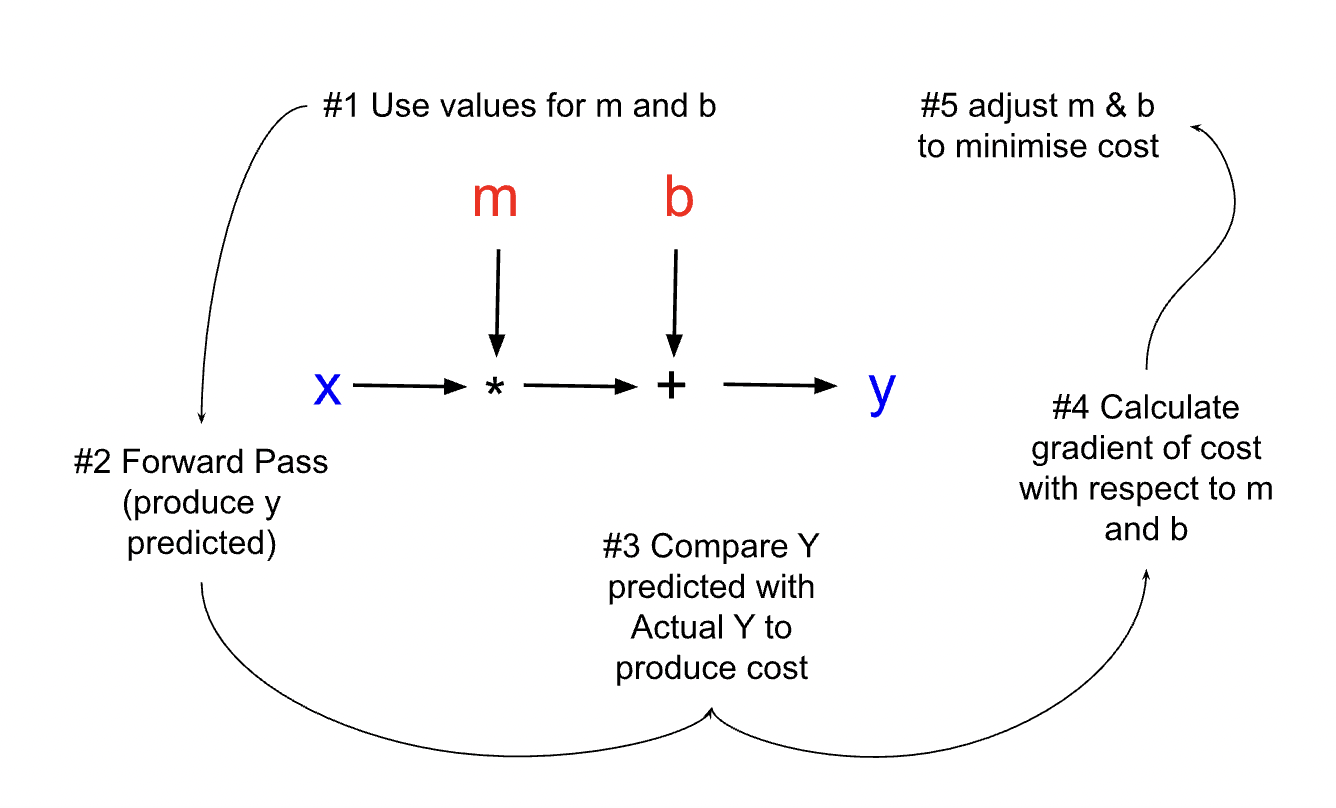 #1 Use values for m and b
#5 adjust m & b
to minimise cost
m
b
x
*
+
y
#2 Forward Pass
(produce y
predicted)
#3 Compare Y
predicted with
Actual Y to
produce cost
#4 Calculate
gradient of cost
with respect to m
and b